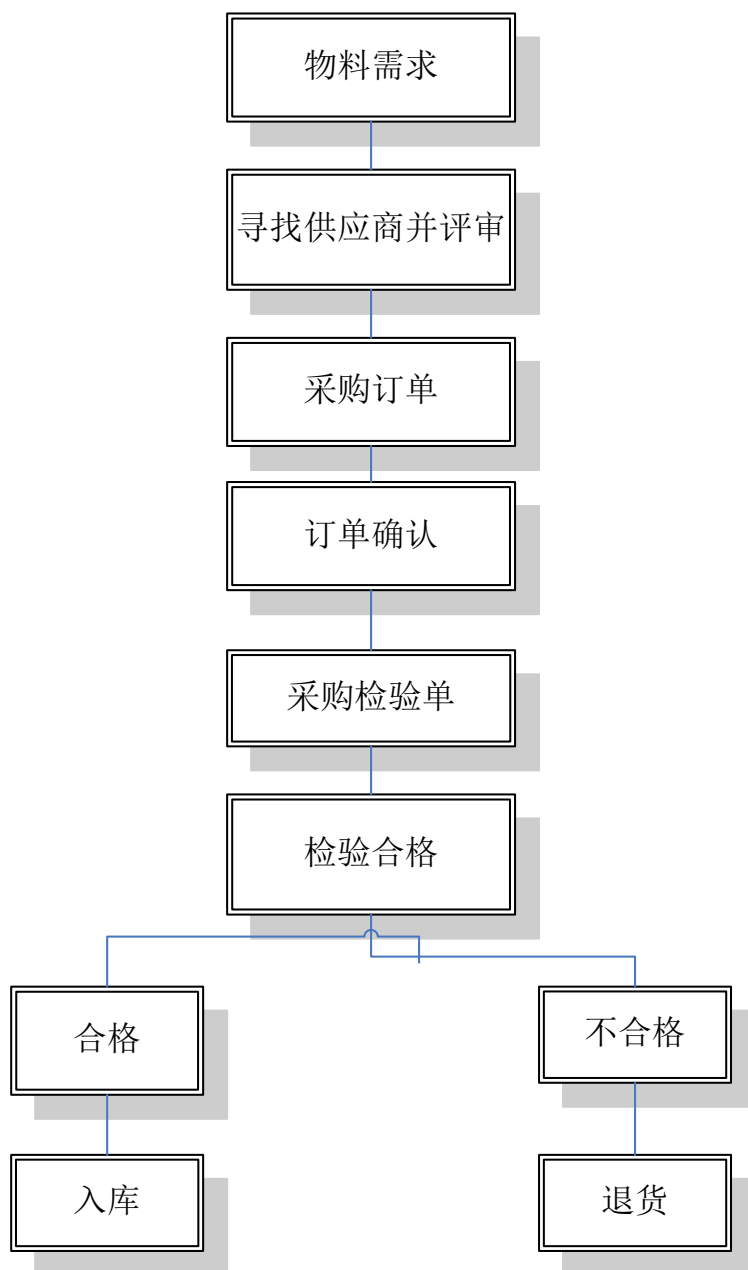 物料需求
寻找供应商并评审
采购订单
订单确认
采购检验单
检验合格
合格
不合格
入库
退货